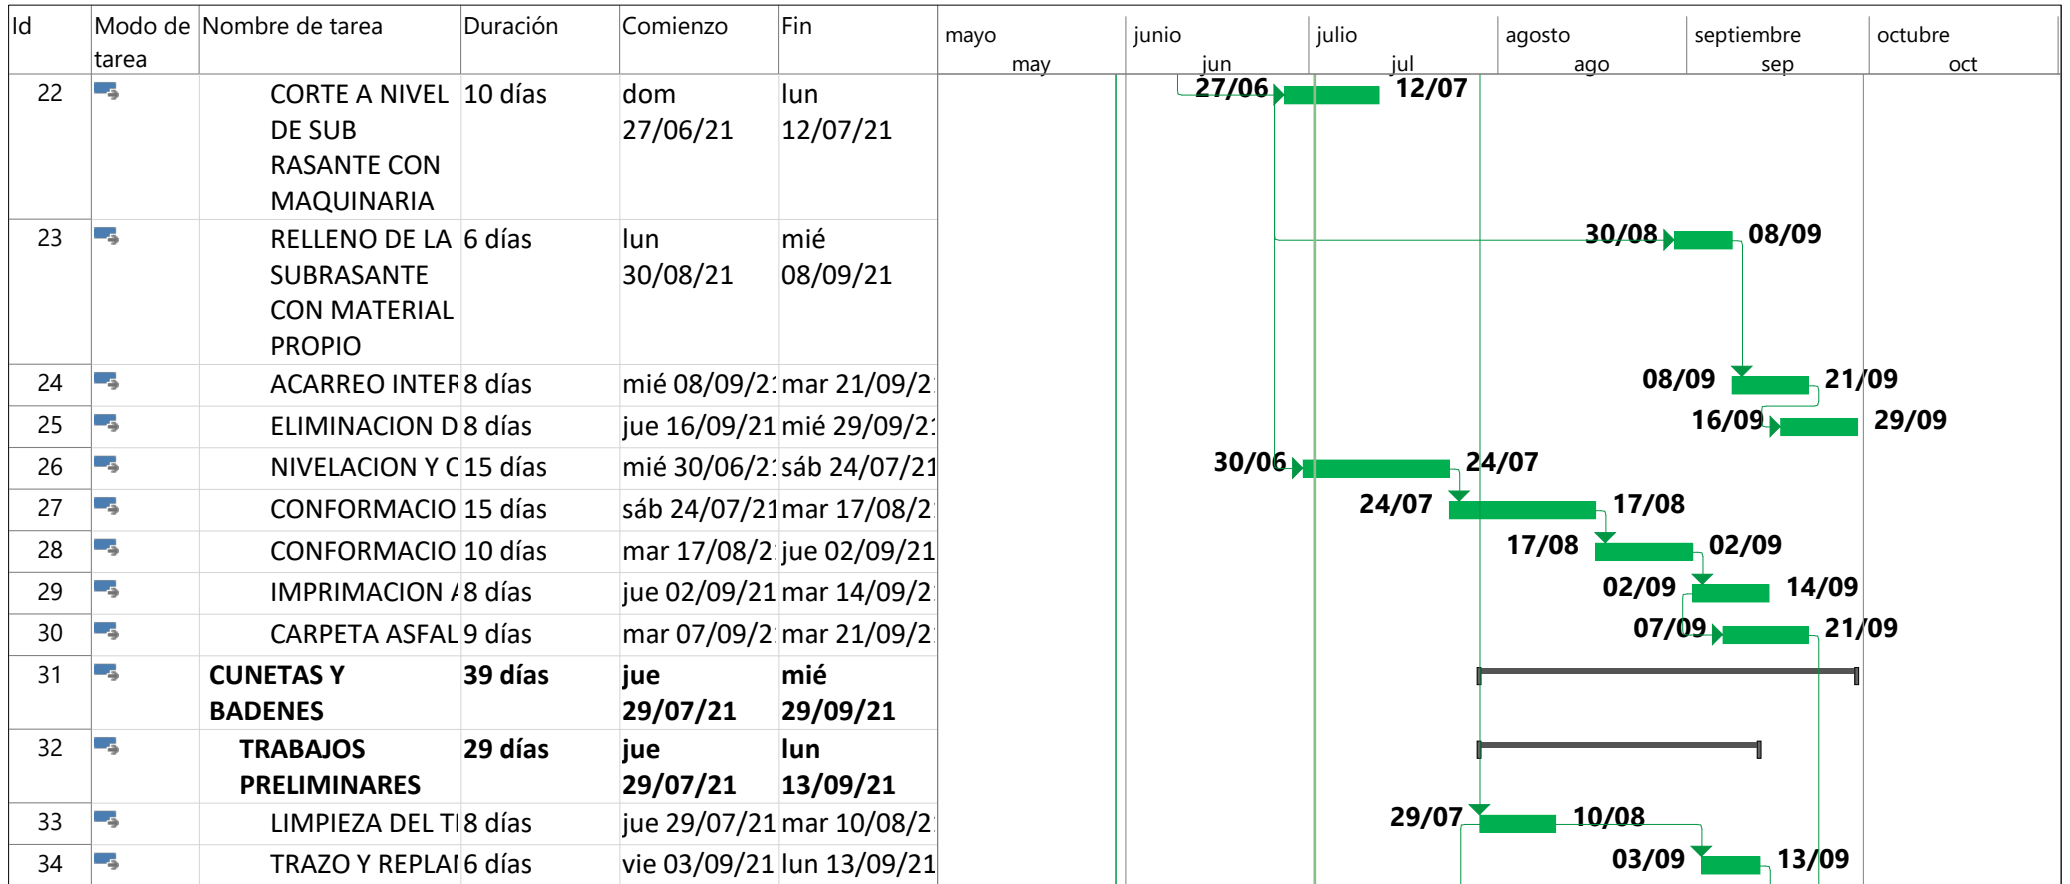 Id Modo de tarea Nombre de tarea Duración Comienzo Fin
mayo junio julio agosto septiembre octubre
may jun jul ago sep oct
22 CORTE A NIVEL 10 días dom lun 27/06 12/07
DE SUB 27/06/21 12/07/21
RASANTE CON
MAQUINARIA
23 RELLENO DE LA 6 días lun mié 30/08 08/09
SUBRASANTE 30/08/21 08/09/21
CON MATERIAL
PROPIO
24 ACARREO INTER 8 días mié 08/09/21 mar 21/09/2 08/09 21/09
25 ELIMINACION D 8 días jue 16/09/21 mié 29/09/21 16/09 29/09
26 NIVELACION Y C 15 días mié 30/06/21 sáb 24/07/21 30/06 24/07
27 CONFORMACIO 15 días sáb 24/07/21 mar 17/08/2 24/07 17/08
28 CONFORMACIO 10 días mar 17/08/2 jue 02/09/21 17/08 02/09
29 IMPRIMACION A 8 días jue 02/09/21 mar 14/09/2 02/09 14/09
30 CARPETA ASFAL 9 días mar 07/09/2 mar 21/09/2 07/09 21/09
31 CUNETAS Y 39 días jue mié
BADENES 29/07/21 29/09/21
32 TRABAJOS 29 días jue lun
PRELIMINARES 29/07/21 13/09/21
33 LIMPIEZA DEL TI 8 días jue 29/07/21 mar 10/08/2 29/07 10/08
34 TRAZO Y REPLAN 6 días vie 03/09/21 lun 13/09/21 03/09 13/09